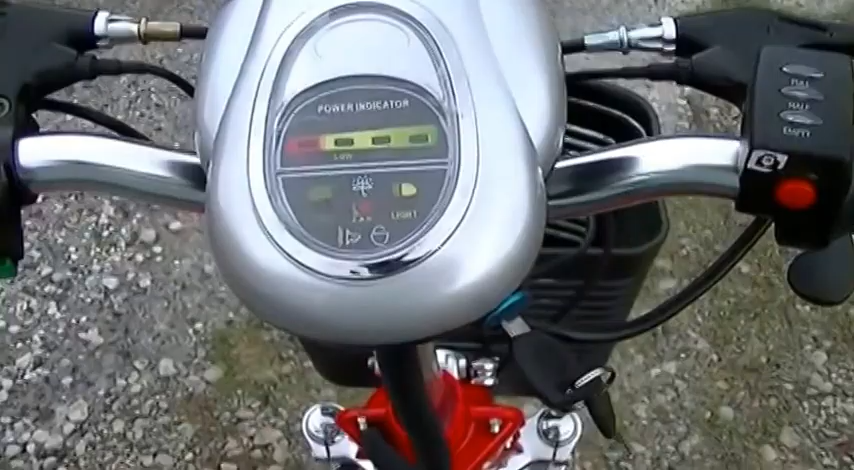 POWER INDICATOR
LOW
LIGHT
FULL
HALF
EMPTY